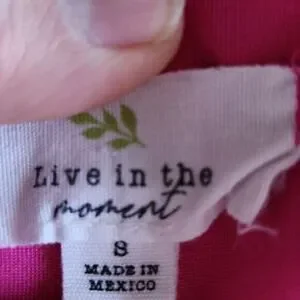 Live in the
moment
S
MADE IN
MEXICO